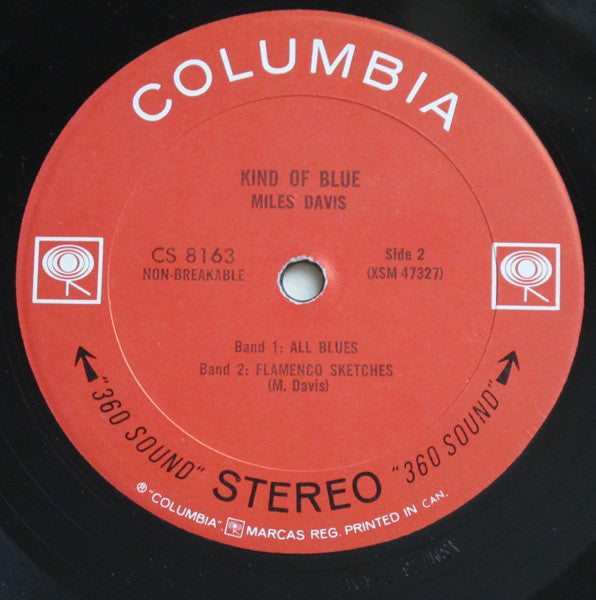 COLUMBIA
KIND OF BLUE
MILES DAVIS
CS 8163
NON-BREAKABLE
Side 2
(XSM 47327)
Band 1: ALL BLUES
Band 2: FLAMENCO SKETCHES
(M. Davis)
"360 SOUND" STEREO "360 SOUND"
® "COLUMBIA". MARCAS REG. PRINTED IN CAN.